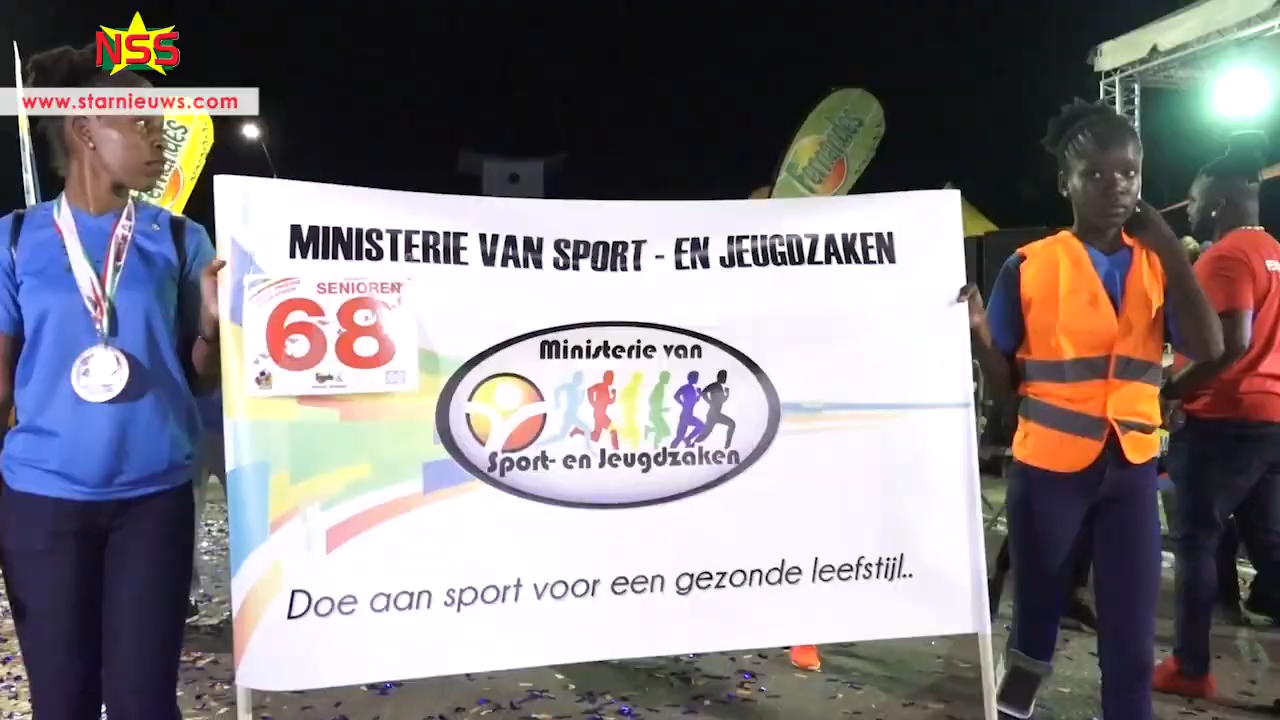 NSS
www.starnieuws.com
Fernandes
MINISTERIE VAN SPORT - EN JEUGDZAKEN
SENIOREN
68
Ministerie van
Sport- en Jeugdzaken
Doe aan sport voor een gezonde leefstijl..